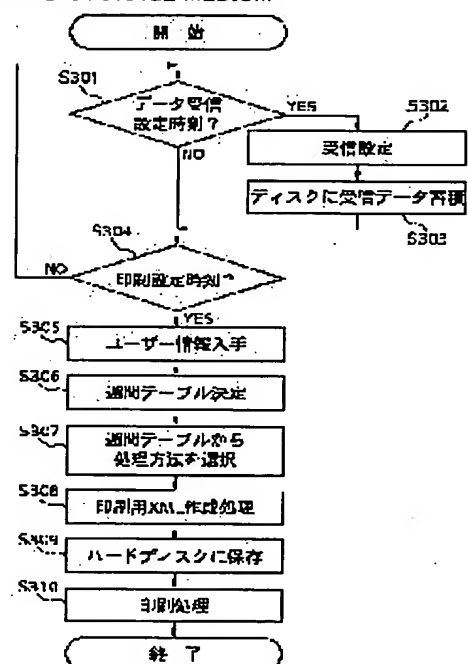 開 始
S301
データ受信
設定時刻?
YES
S302
NO
受信設定
ディスクに受信データ蓄積
S303
S304
NO
印刷設定時刻?
YES
S305
ユーザー情報入手
S306
週間テーブル決定
S307
週間テーブルから
処理方法を選択
S308
印刷用XML作成処理
S309
ハードディスクに保存
S310
印刷処理
終 了